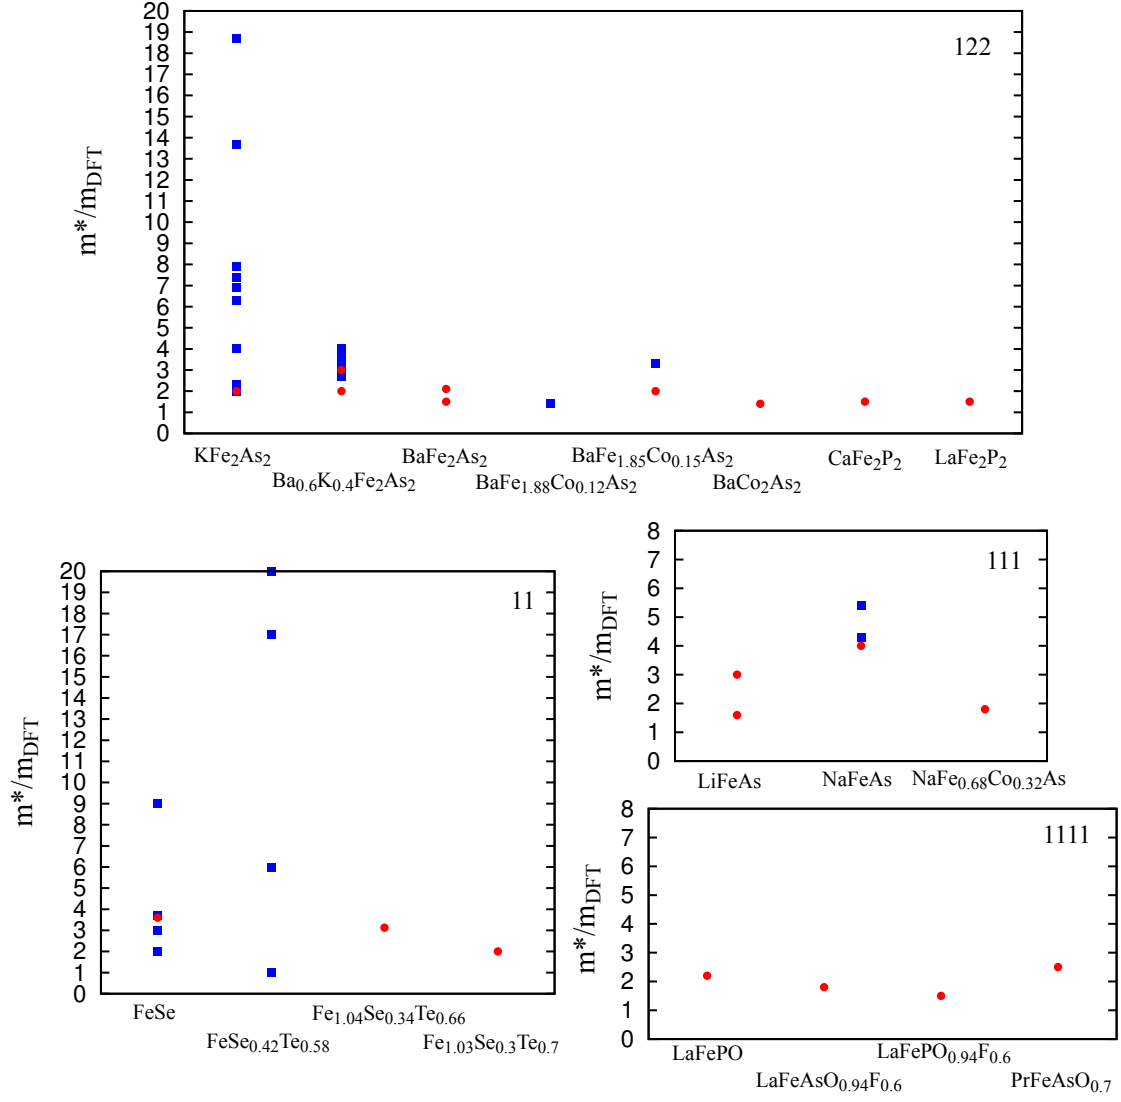 20
19
18
17
16
15
14
13
12
11
10
9
8
7
6
5
4
3
2
1
0
m*/m_DFT
122
KFe₂As₂
Ba₀.₆K₀.₄Fe₂As₂
BaFe₂As₂
BaFe₁.₈₈Co₀.₁₂As₂
BaFe₁.₈₅Co₀.₁₅As₂
BaCo₂As₂
CaFe₂P₂
LaFe₂P₂
20
19
18
17
16
15
14
13
12
11
10
9
8
7
6
5
4
3
2
1
0
m*/m_DFT
11
FeSe
FeSe₀.₄₂Te₀.₅₈
Fe₁.₀₄Se₀.₃₄Te₀.₆₆
Fe₁.₀₃Se₀.₃Te₀.₇
8
7
6
5
4
3
2
1
0
m*/m_DFT
111
LiFeAs
NaFeAs
NaFe₀.₆₈Co₀.₃₂As
8
7
6
5
4
3
2
1
0
m*/m_DFT
1111
LaFePO
LaFeAsO₀.₉₄F₀.₆
LaFePO₀.₉₄F₀.₆
PrFeAsO₀.₇